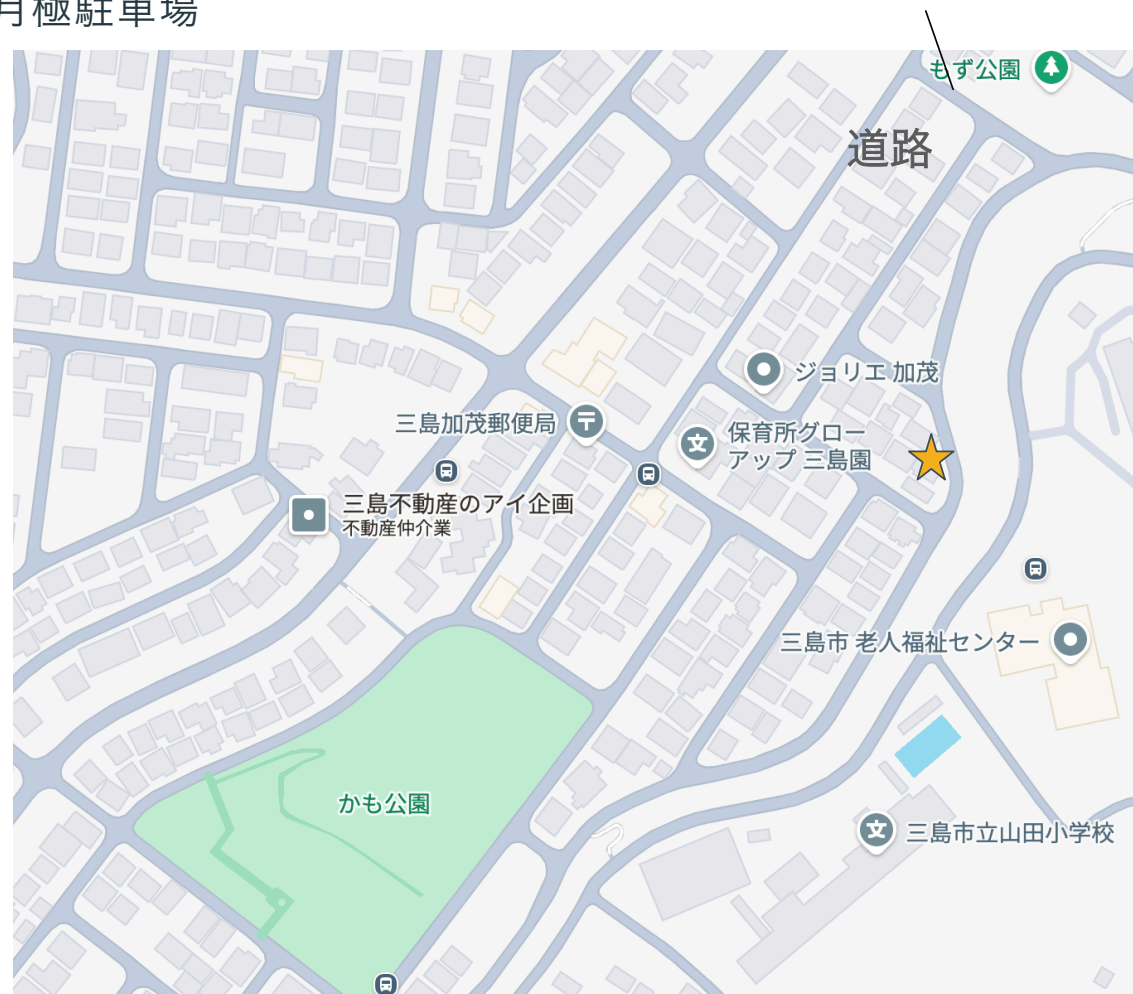 月極駐車場
もず公園
道路
ジョリエ 加茂
三島加茂郵便局
保育所グロー
アップ 三島園
三島不動産のアイ企画
不動産仲介業
三島市 老人福祉センター
かも公園
三島市立山田小学校